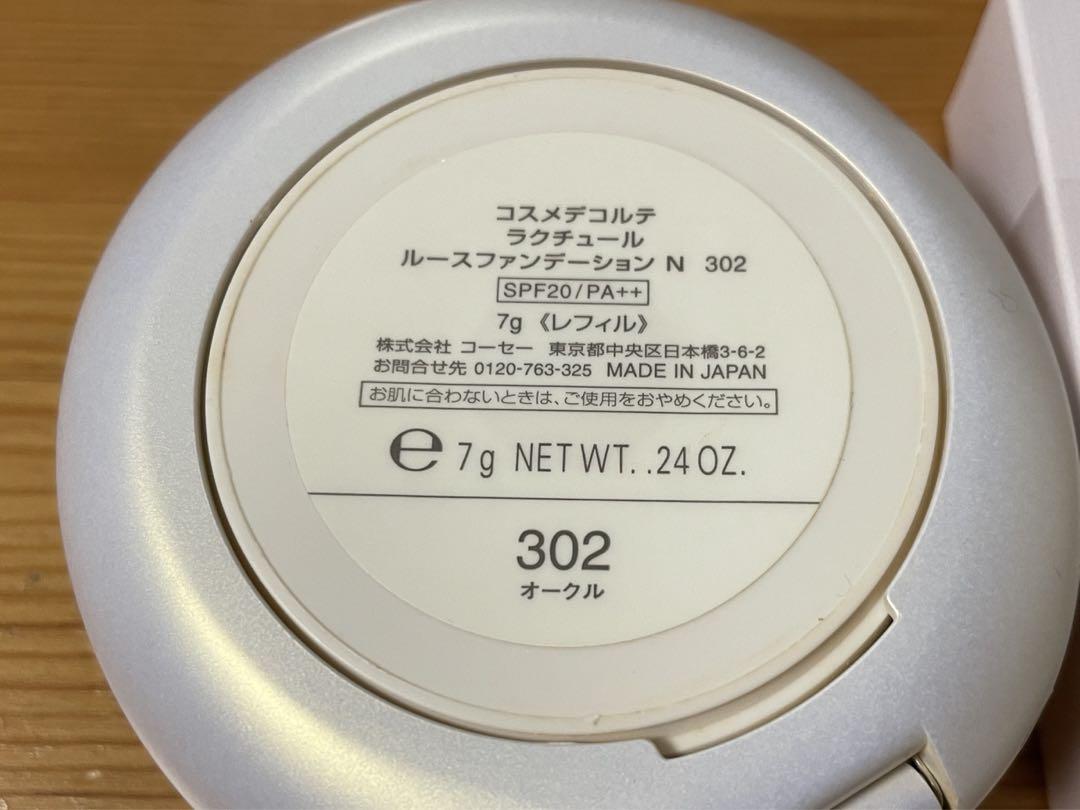 コスメデコルテ
ラクチュール
ルースファンデーション N 302
SPF20/PA++
7g 《レフィル》
株式会社 コーセー 東京都中央区日本橋3-6-2
お問合せ先 0120-763-325 MADE IN JAPAN
お肌に合わないときは、ご使用をおやめください。
℮ 7g NET WT. .24 OZ.
302
オークル